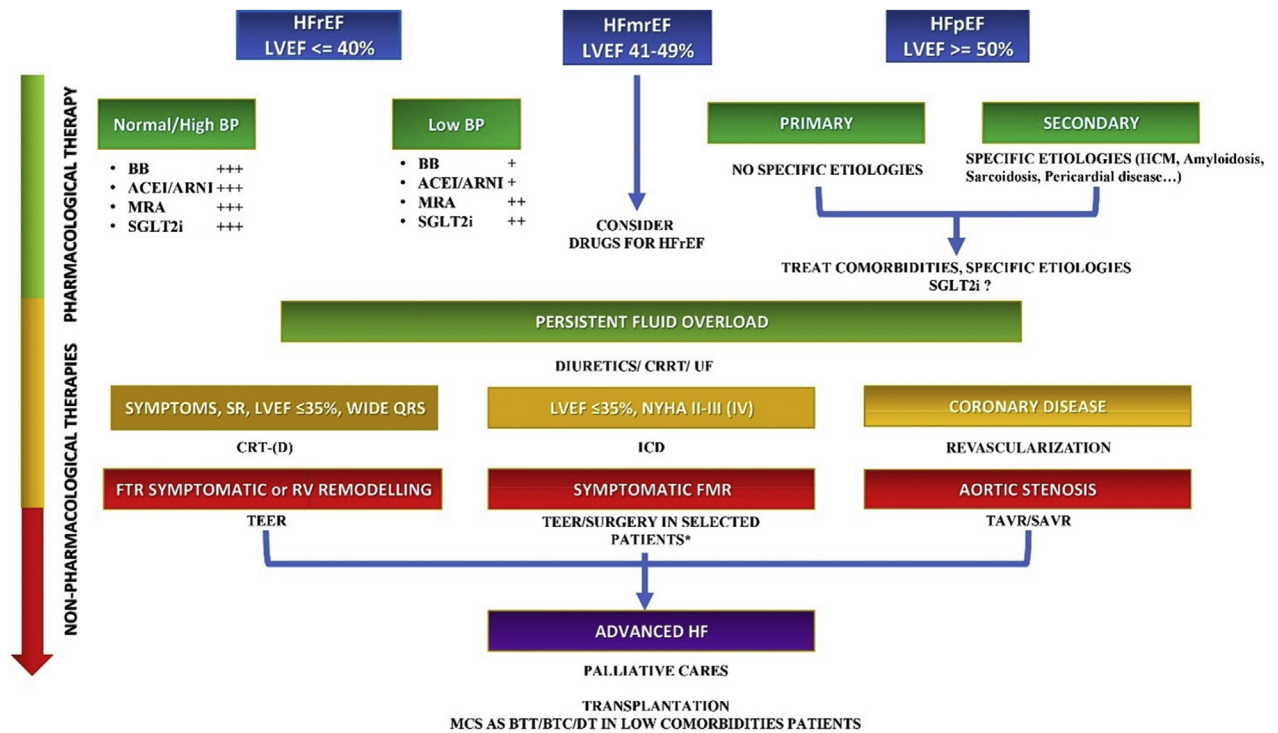 HFrEF
LVEF <= 40%
HFmrEF
LVEF 41-49%
HFpEF
LVEF >= 50%
PHARMACOLOGICAL THERAPY
NON-PHARMACOLOGICAL THERAPIES
Normal/High BP
• BB +++
• ACEI/ARNI +++
• MRA +++
• SGLT2i +++
Low BP
• BB +
• ACEI/ARNI +
• MRA ++
• SGLT2i ++
CONSIDER
DRUGS FOR HFrEF
PRIMARY
NO SPECIFIC ETIOLOGIES
SECONDARY
SPECIFIC ETIOLOGIES (HCM, Amyloidosis,
Sarcoidosis, Pericardial disease…)
TREAT COMORBIDITIES, SPECIFIC ETIOLOGIES
SGLT2i ?
PERSISTENT FLUID OVERLOAD
DIURETICS/ CRRT/ UF
SYMPTOMS, SR, LVEF ≤35%, WIDE QRS
CRT-(D)
LVEF ≤35%, NYHA II-III (IV)
ICD
CORONARY DISEASE
REVASCULARIZATION
FTR SYMPTOMATIC or RV REMODELLING
TEER
SYMPTOMATIC FMR
TEER/SURGERY IN SELECTED
PATIENTS*
AORTIC STENOSIS
TAVR/SAVR
ADVANCED HF
PALLIATIVE CARES
TRANSPLANTATION
MCS AS BTT/BTC/DT IN LOW COMORBIDITIES PATIENTS